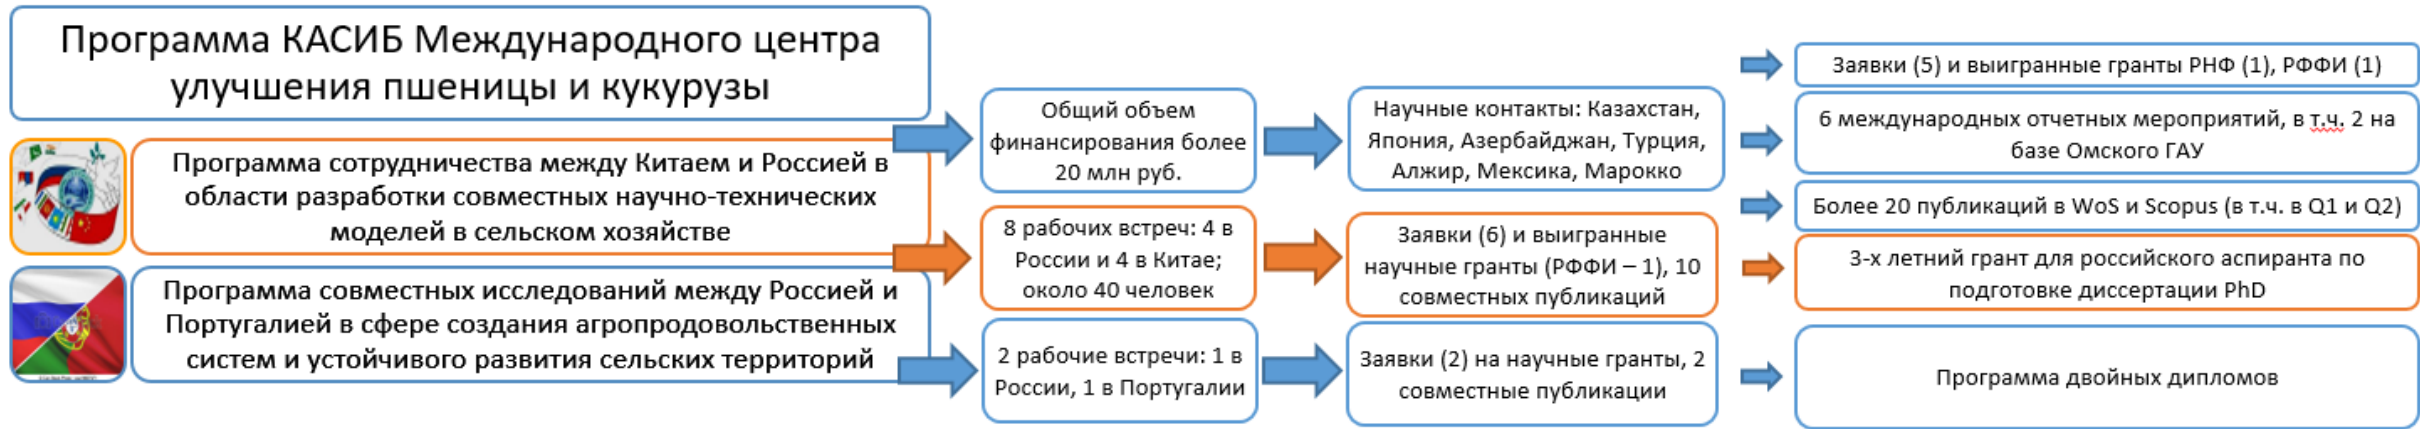 Программа КАСИБ Международного центра
улучшения пшеницы и кукурузы
Программа сотрудничества между Китаем и Россией в
области разработки совместных научно-технических
моделей в сельском хозяйстве
Программа совместных исследований между Россией и
Португалией в сфере создания агропродовольственных
систем и устойчивого развития сельских территорий
Общий объем
финансирования более
20 млн руб.
8 рабочих встреч: 4 в
России и 4 в Китае;
около 40 человек
2 рабочие встречи: 1 в
России, 1 в Португалии
Научные контакты: Казахстан,
Япония, Азербайджан, Турция,
Алжир, Мексика, Марокко
Заявки (6) и выигранные
научные гранты (РФФИ – 1), 10
совместных публикаций
Заявки (2) на научные гранты, 2
совместные публикации
Заявки (5) и выигранные гранты РНФ (1), РФФИ (1)
6 международных отчетных мероприятий, в т.ч. 2 на
базе Омского ГАУ
Более 20 публикаций в WoS и Scopus (в т.ч. в Q1 и Q2)
3-х летний грант для российского аспиранта по
подготовке диссертации PhD
Программа двойных дипломов